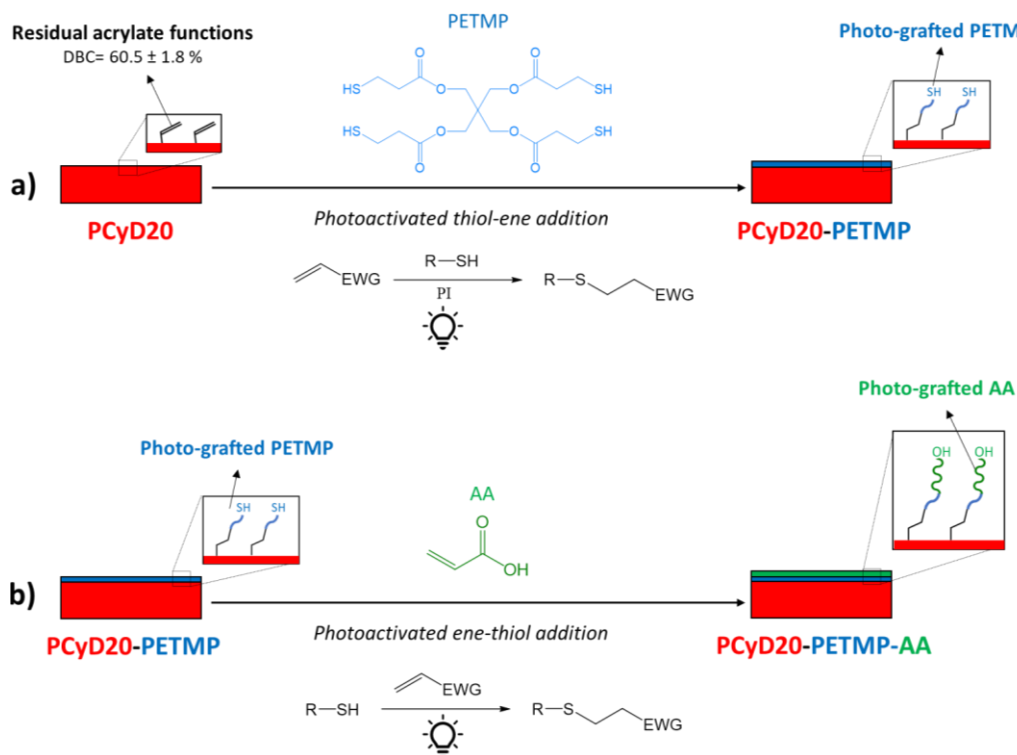 Residual acrylate functions
DBC= 60.5 ± 1.8 %
PETMP
Photo-grafted PETM
HS
O
O
O
O
SH
HS
O
O
O
O
SH
SH SH
a)
PCyD20
Photoactivated thiol-ene addition
PCyD20-PETMP
EWG
R—SH
PI
R
S
EWG
Photo-grafted AA
Photo-grafted PETMP
OH OH
SH SH
AA
O
OH
b)
PCyD20-PETMP
Photoactivated ene-thiol addition
PCyD20-PETMP-AA
R—SH
EWG
R
S
EWG